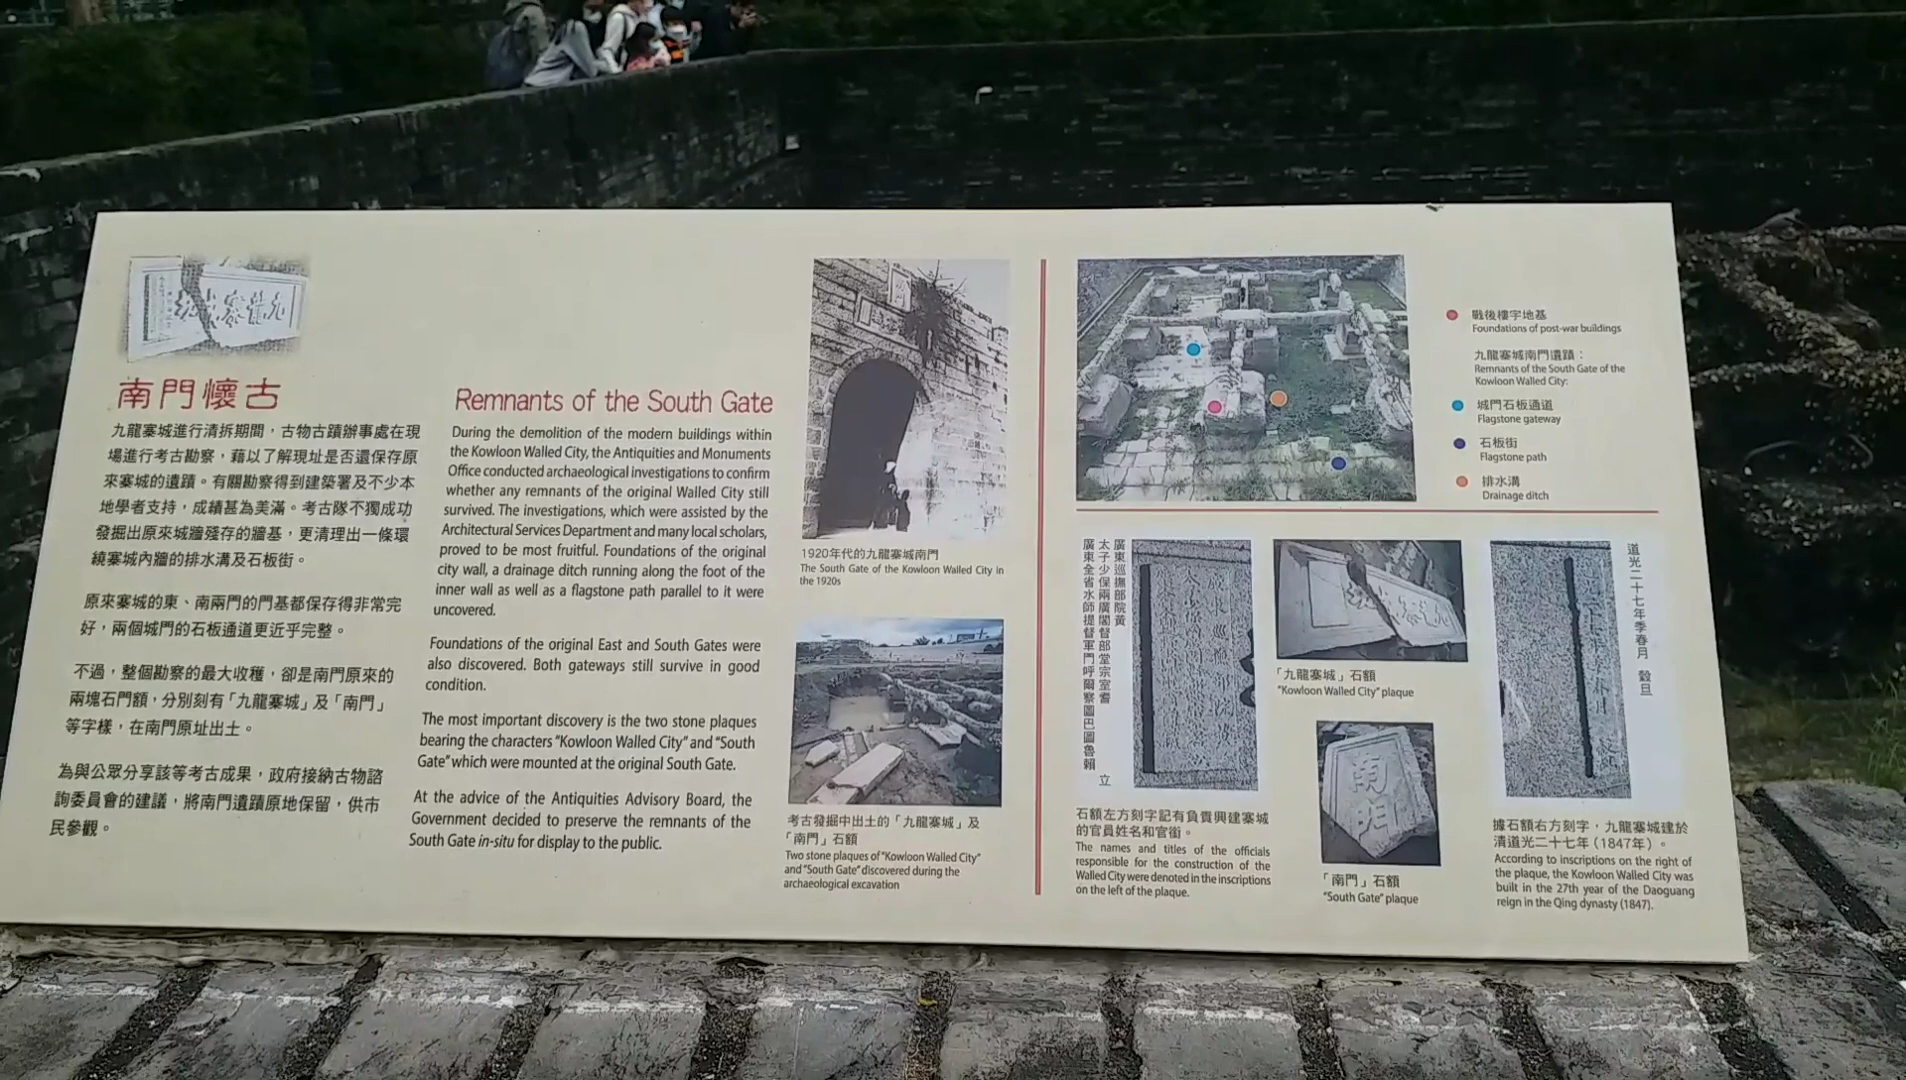 九龍寨城
南門懷古
九龍寨城進行清拆期間，古物古蹟辦事處在現
場進行考古勘察，藉以了解現址是否還保存原
來寨城的遺蹟。有關勘察得到建築署及不少本
地學者支持，成績甚為美滿。考古隊不獨成功
發掘出原來城牆殘存的牆基，更清理出一條環
繞寨城內牆的排水溝及石板街。
原來寨城的東、南兩門的門基都保存得非常完
好，兩個城門的石板通道更近乎完整。
不過，整個勘察的最大收穫，卻是南門原來的
兩塊石門額，分別刻有「九龍寨城」及「南門」
等字樣，在南門原址出土。
為與公眾分享該等考古成果，政府接納古物諮
詢委員會的建議，將南門遺蹟原地保留，供市
民參觀。
Remnants of the South Gate
During the demolition of the modern buildings within
the Kowloon Walled City, the Antiquities and Monuments
Office conducted archaeological investigations to confirm
whether any remnants of the original Walled City still
survived. The investigations, which were assisted by the
Architectural Services Department and many local scholars,
proved to be most fruitful. Foundations of the original
city wall, a drainage ditch running along the foot of the
inner wall as well as a flagstone path parallel to it were
uncovered.
Foundations of the original East and South Gates were
also discovered. Both gateways still survive in good
condition.
The most important discovery is the two stone plaques
bearing the characters "Kowloon Walled City" and "South
Gate" which were mounted at the original South Gate.
At the advice of the Antiquities Advisory Board, the
Government decided to preserve the remnants of the
South Gate in-situ for display to the public.
1920年代的九龍寨城南門
The South Gate of the Kowloon Walled City in
the 1920s
考古發掘中出土的「九龍寨城」及
「南門」石額
Two stone plaques of "Kowloon Walled City"
and "South Gate" discovered during the
archaeological excavation
戰後樓宇地基
Foundations of post-war buildings
九龍寨城南門遺蹟：
Remnants of the South Gate of the
Kowloon Walled City:
城門石板通道
Flagstone gateway
石板街
Flagstone path
排水溝
Drainage ditch
廣東巡撫部院黃
太子少保兩廣閣督部堂宗室耆
廣東全省水師提督軍門呼爾察圖巴圖魯賴
立
石額左方刻字記有負責興建寨城
的官員姓名和官銜。
The names and titles of the officials
responsible for the construction of the
Walled City were denoted in the inscriptions
on the left of the plaque.
「九龍寨城」石額
"Kowloon Walled City" plaque
南門
「南門」石額
"South Gate" plaque
道光二十七年季春月 穀旦
據石額右方刻字，九龍寨城建於
清道光二十七年（1847年）。
According to inscriptions on the right of
the plaque, the Kowloon Walled City was
built in the 27th year of the Daoguang
reign in the Qing dynasty (1847).